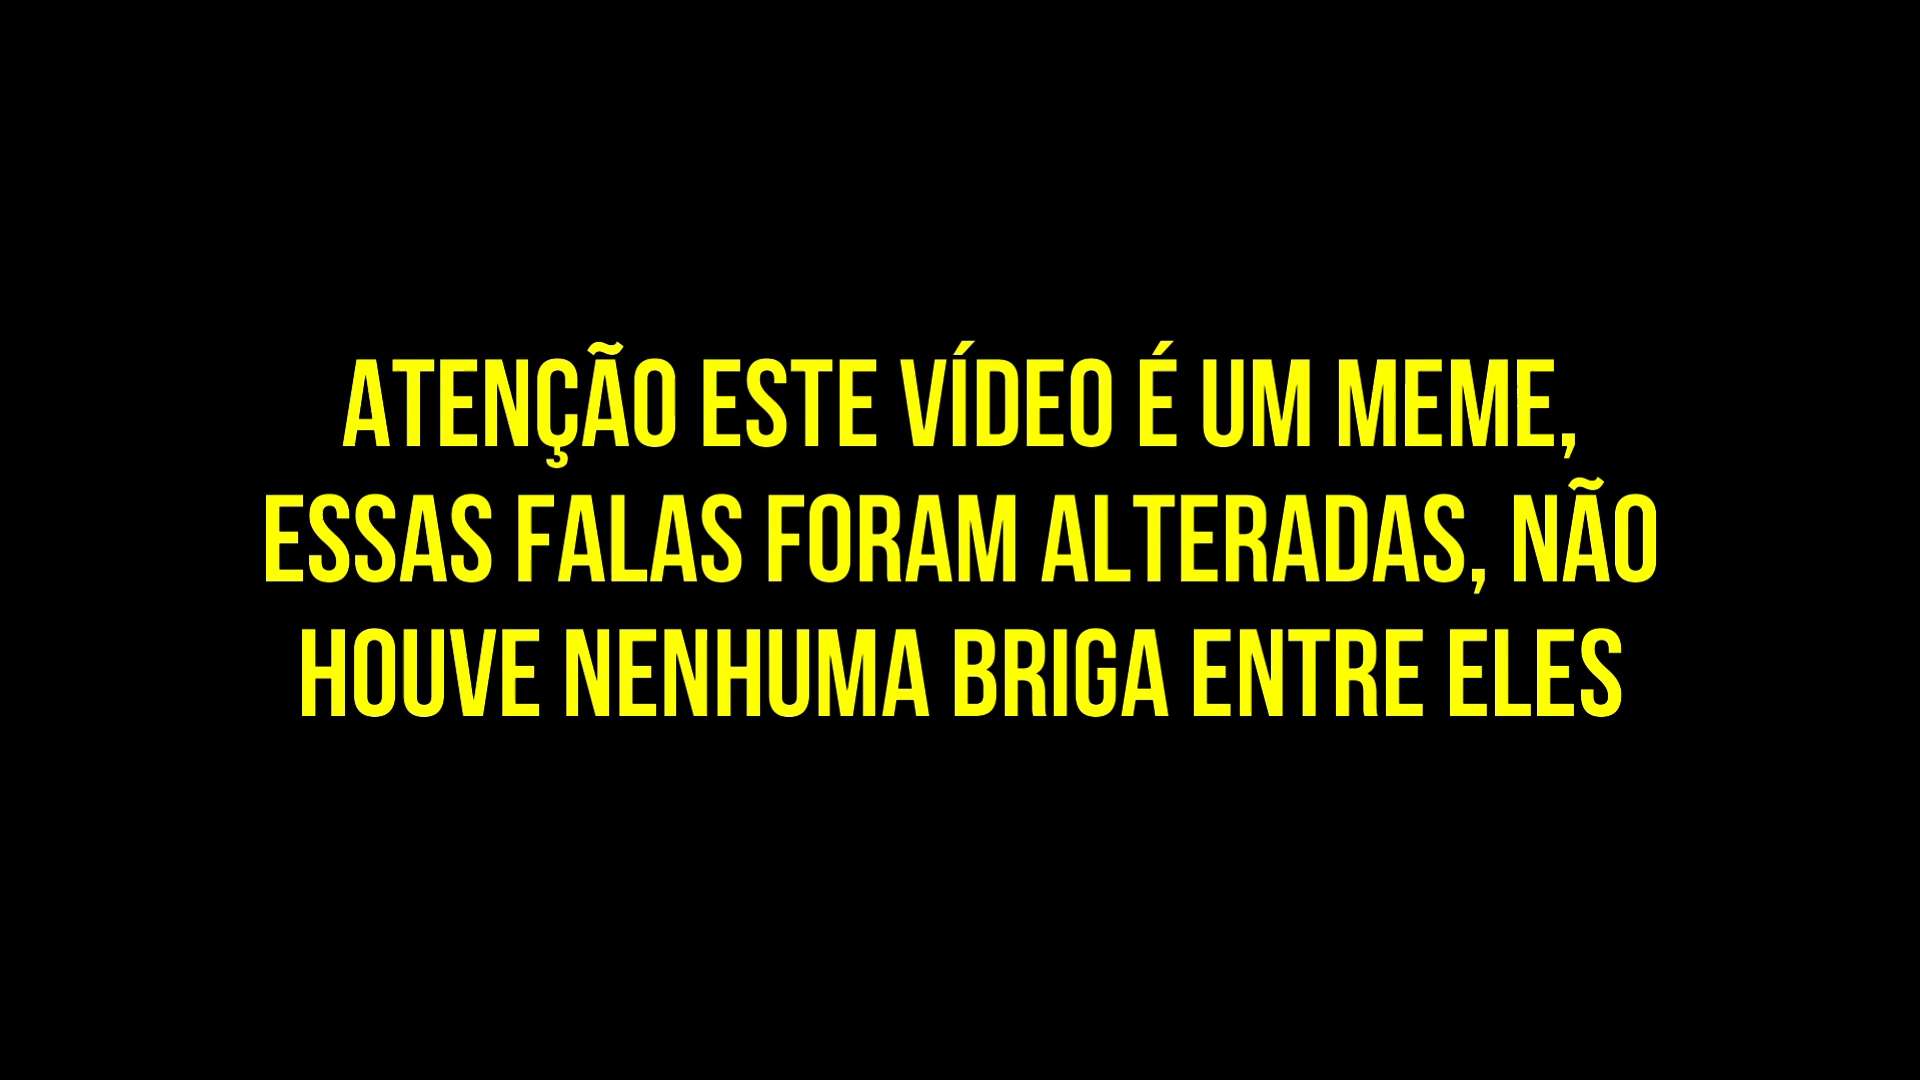 ATENÇÃO ESTE VÍDEO É UM MEME,
ESSAS FALAS FORAM ALTERADAS, NÃO
HOUVE NENHUMA BRIGA ENTRE ELES